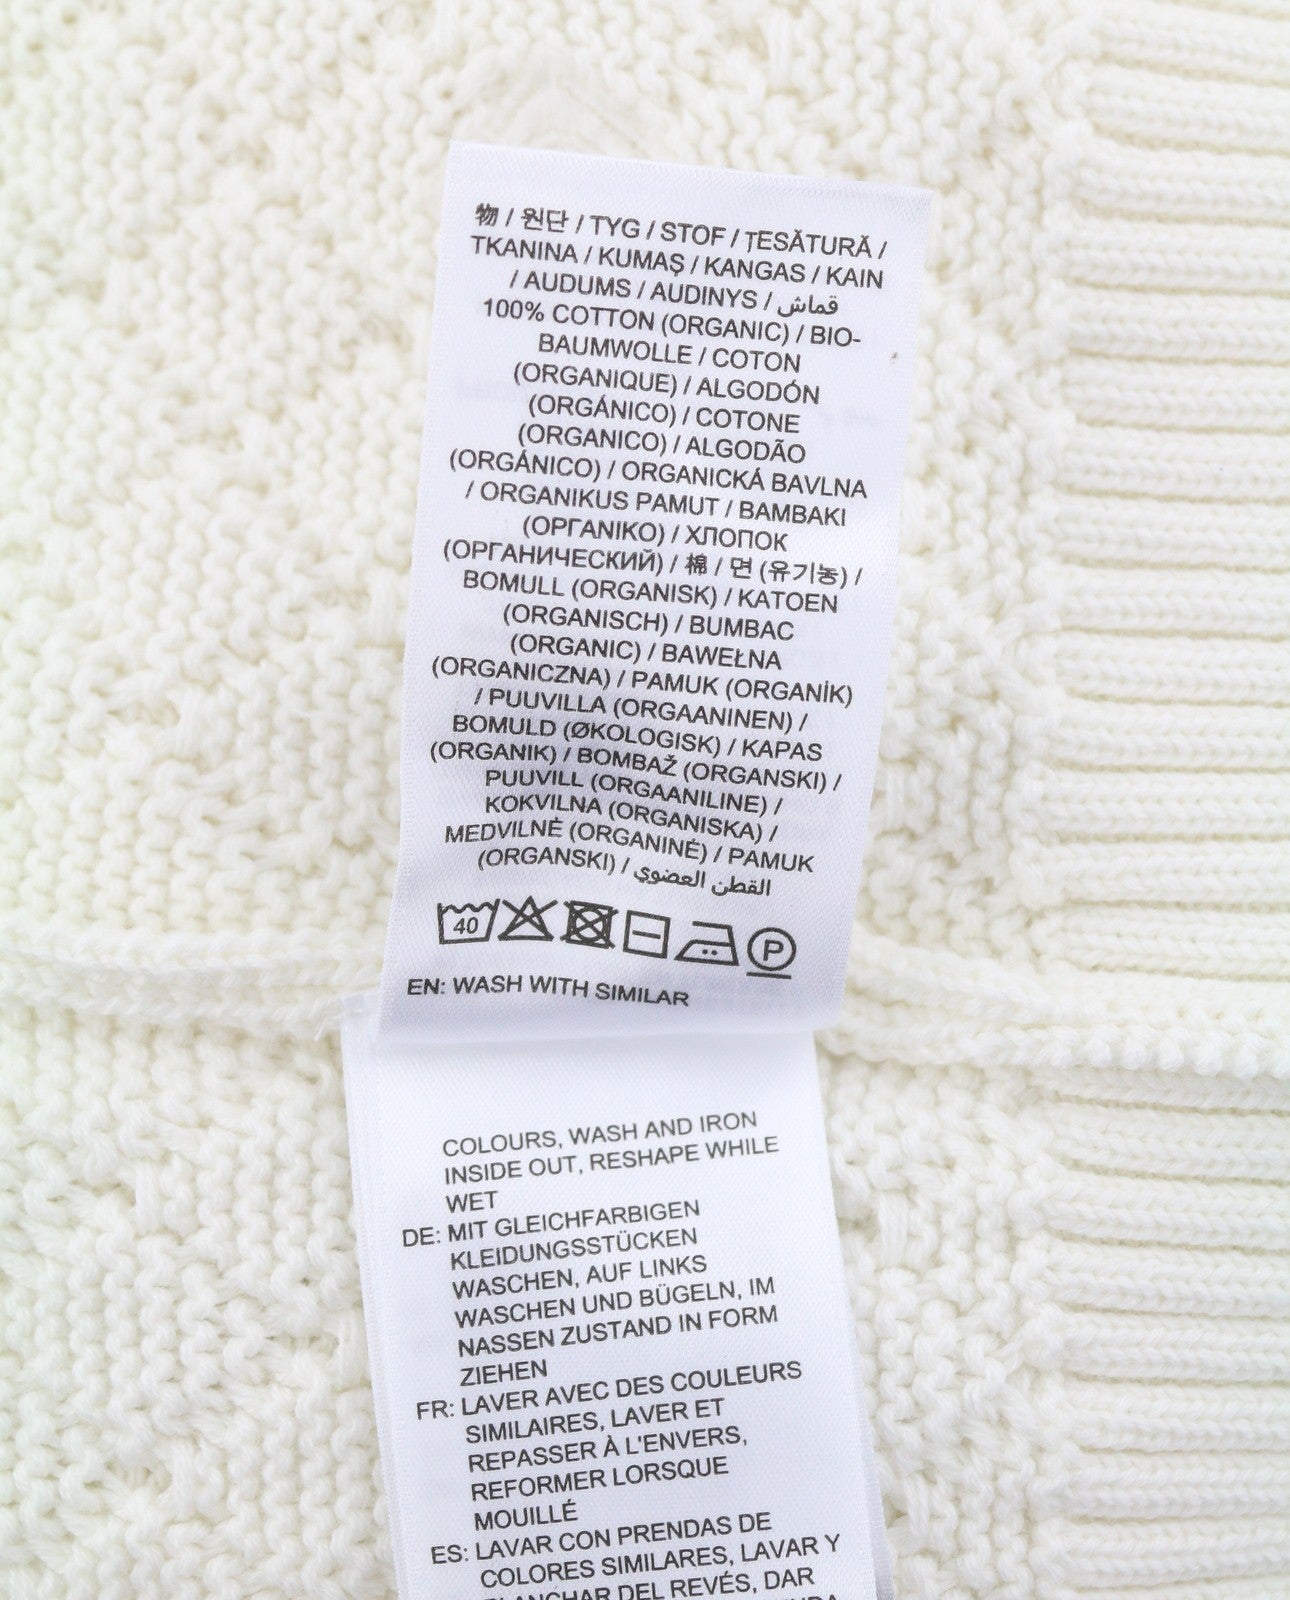 物 / 원단 / TYG / STOF / ȚESĂTURĂ /
TKANINA / KUMAŞ / KANGAS / KAIN
/ AUDUMS / AUDINYS / قماش
100% COTTON (ORGANIC) / BIO-
BAUMWOLLE / COTON
(ORGANIQUE) / ALGODÓN
(ORGÁNICO) / COTONE
(ORGANICO) / ALGODÃO
(ORGÁNICO) / ORGANICKÁ BAVLNA
/ ORGANIKUS PAMUT / ΒΑΜΒΑΚΙ
(ΟΡΓΑΝΙΚΟ) / ХЛОПОК
(ОРГАНИЧЕСКИЙ) / 棉 / 면 (유기농) /
BOMULL (ORGANISK) / KATOEN
(ORGANISCH) / BUMBAC
(ORGANIC) / BAWEŁNA
(ORGANICZNA) / PAMUK (ORGANİK)
/ PUUVILLA (ORGAANINEN) /
BOMULD (ØKOLOGISK) / KAPAS
(ORGANIK) / BOMBAŽ (ORGANSKI) /
PUUVILL (ORGAANILINE) /
KOKVILNA (ORGANISKA) /
MEDVILNĖ (ORGANINĖ) / PAMUK
(ORGANSKI) / القطن العضوي
40 P
EN: WASH WITH SIMILAR
COLOURS, WASH AND IRON
INSIDE OUT, RESHAPE WHILE
WET
DE: MIT GLEICHFARBIGEN
KLEIDUNGSSTÜCKEN
WASCHEN, AUF LINKS
WASCHEN UND BÜGELN, IM
NASSEN ZUSTAND IN FORM
ZIEHEN
FR: LAVER AVEC DES COULEURS
SIMILAIRES, LAVER ET
REPASSER À L'ENVERS,
REFORMER LORSQUE
MOUILLÉ
ES: LAVAR CON PRENDAS DE
COLORES SIMILARES, LAVAR Y
PLANCHAR DEL REVÉS, DAR